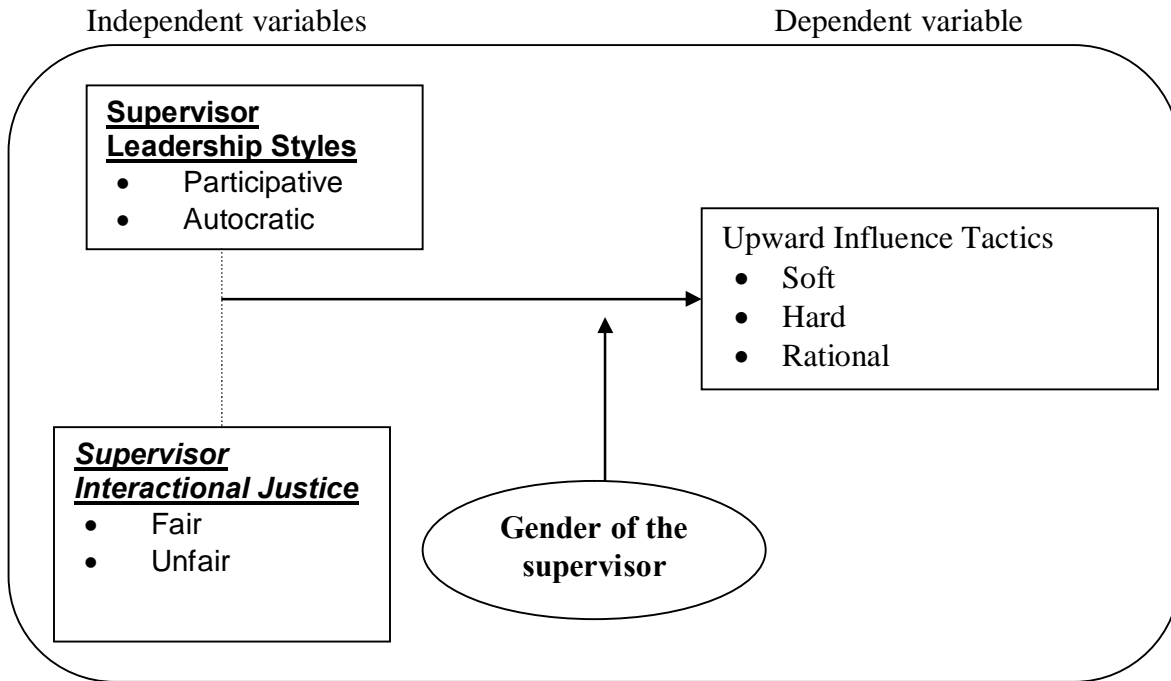 Independent variables
Dependent variable
Supervisor
Leadership Styles
• Participative
• Autocratic
Upward Influence Tactics
• Soft
• Hard
• Rational
Supervisor
Interactional Justice
• Fair
• Unfair
Gender of the
supervisor